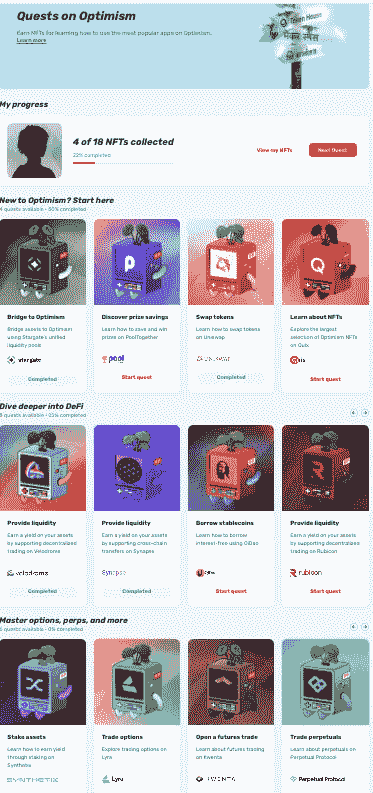 Quests on Optimism
Earn NFTs for learning how to use the most popular apps on Optimism.
Learn more
Town House
My progress
4 of 18 NFTs collected
22% completed
View my NFTs
Next Quest
New to Optimism? Start here
4 quests available • 50% completed
Bridge to Optimism
Bridge assets to Optimism
using Stargate's unified
liquidity pools
Stargate
Completed
Discover prize savings
Learn how to save and win
prizes on PoolTogether
pool
Start quest
Swap tokens
Learn how to swap tokens
on Uniswap
UNISWAP
Completed
Learn about NFTs
Explore the largest
selection of Optimism NFTs
on Quix
Start quest
Dive deeper into DeFi
8 quests available • 25% completed
Provide liquidity
Earn a yield on your assets
by supporting decentralized
trading on Velodrome
velodrome
Completed
Provide liquidity
Earn a yield on your assets
by supporting cross-chain
transfers on Synapse
Synapse
Completed
Borrow stablecoins
Learn how to borrow
interest-free using QiDao
Start quest
Provide liquidity
Earn a yield on your assets
by supporting decentralized
trading on Rubicon
rubicon
Start quest
Master options, perps, and more
6 quests available • 0% completed
Stake assets
Learn how to earn yield
through staking on
Synthetix
SYNTHETIX
Trade options
Explore trading options on
Lyra
Lyra
Open a futures trade
Learn about futures trading
on Kwenta
KWENTA
Trade perpetuals
Learn about perpetuals on
Perpetual Protocol
Perpetual Protocol